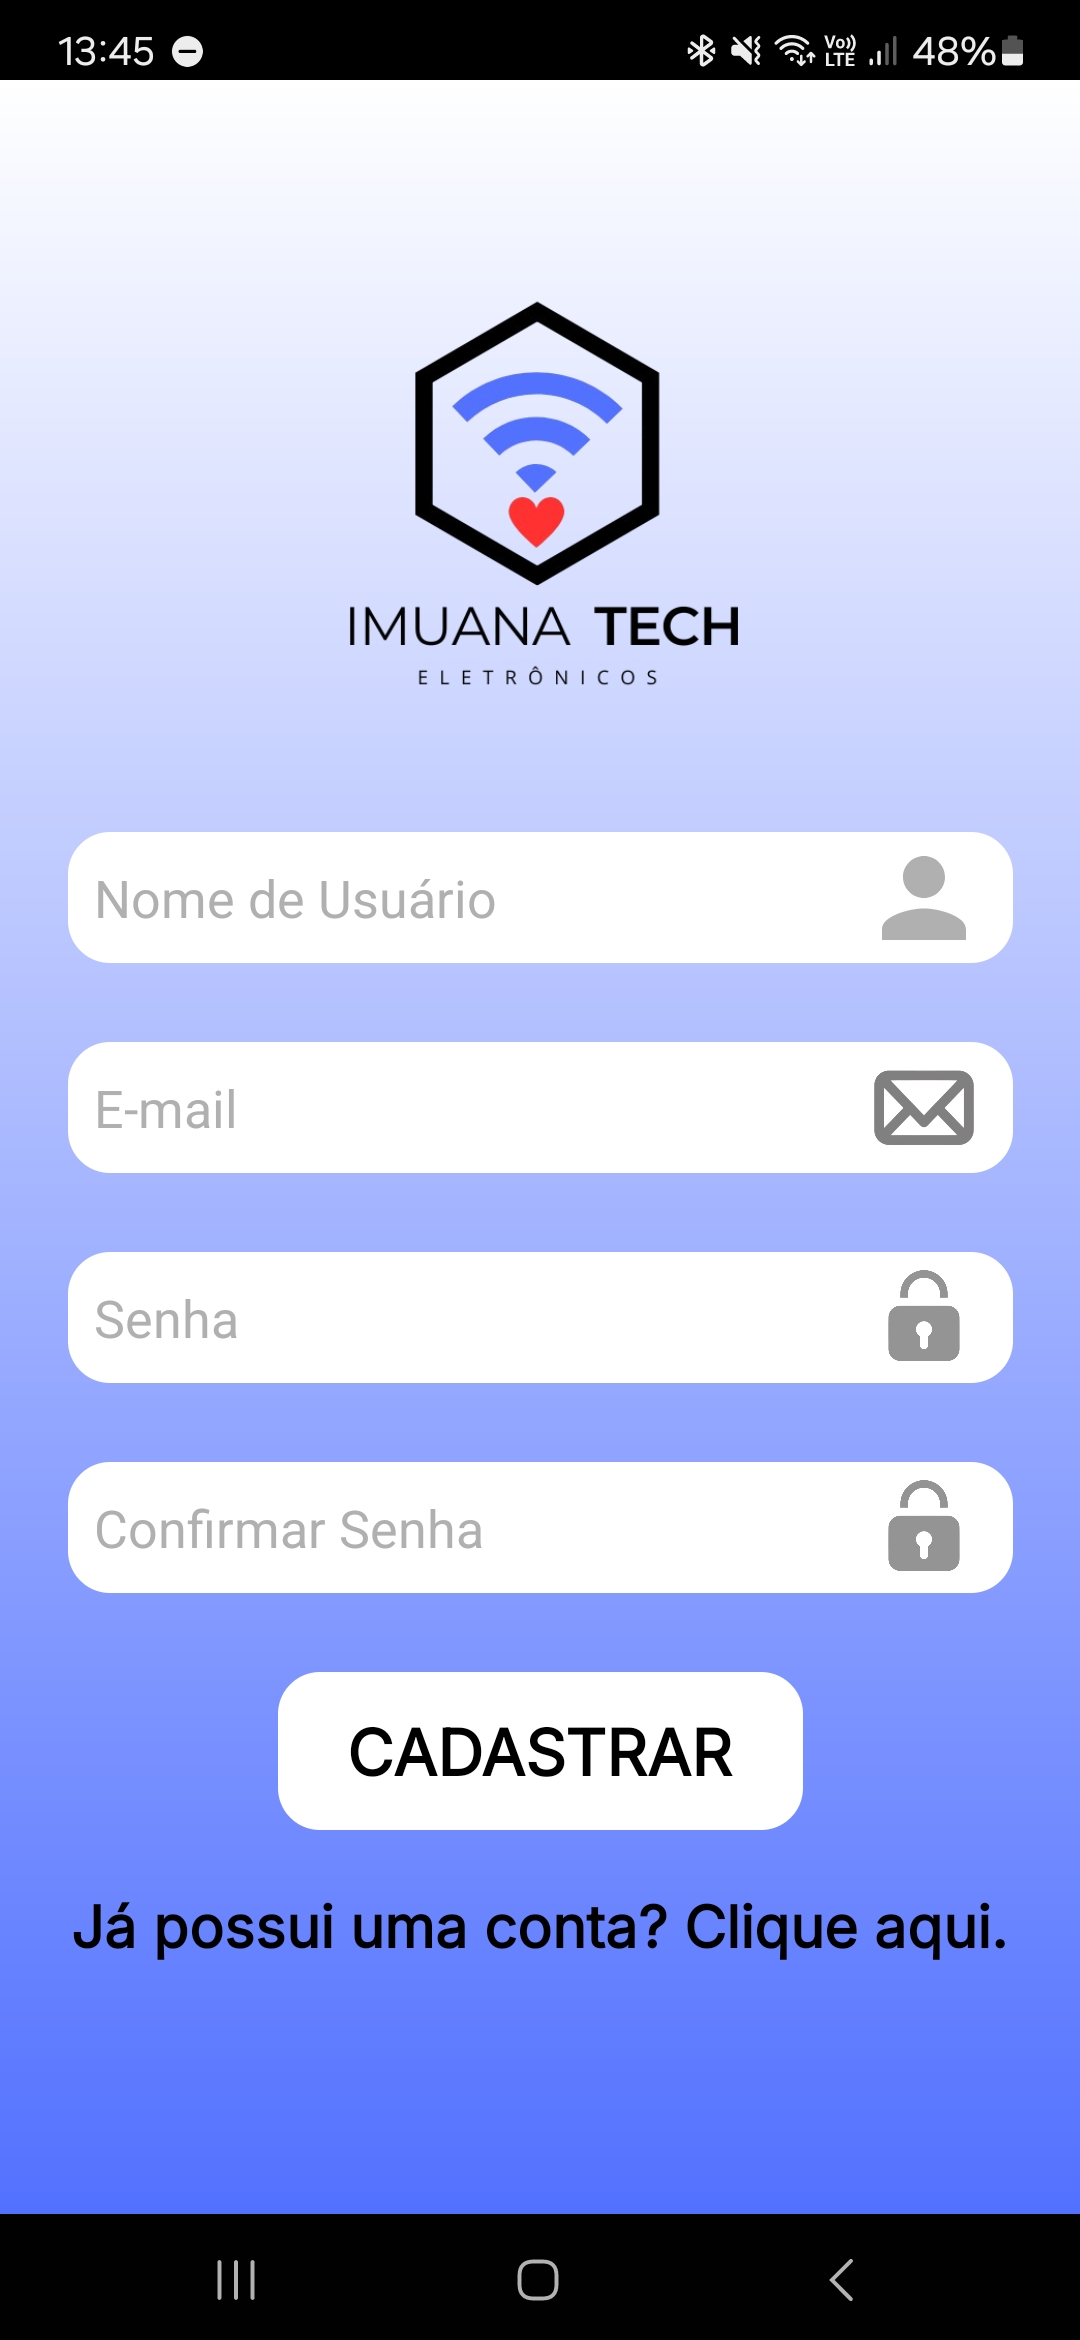 13:45
Vo)) LTE 48%
IMUANA TECH
ELETRÔNICOS
Nome de Usuário
E-mail
Senha
Confirmar Senha
CADASTRAR
Já possui uma conta? Clique aqui.